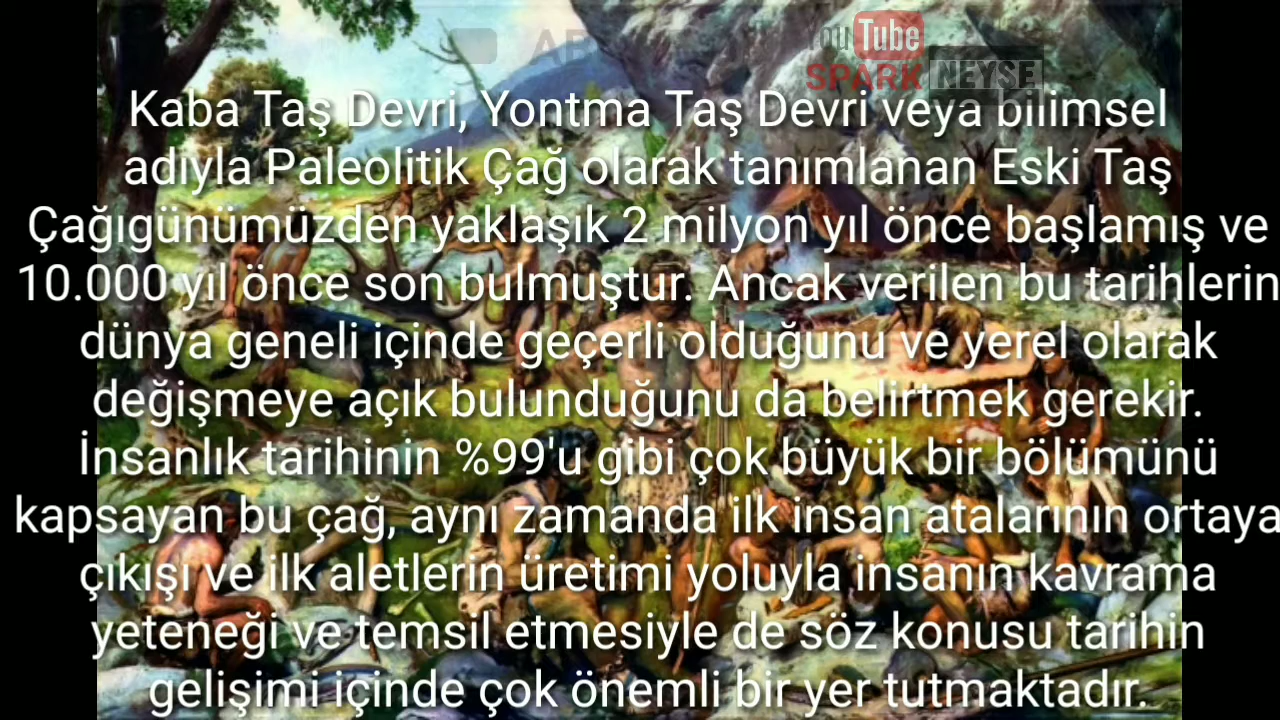 You Tube
SPARK NEYSE
Kaba Taş Devri, Yontma Taş Devri veya bilimsel
adıyla Paleolitik Çağ olarak tanımlanan Eski Taş
Çağıgünümüzden yaklaşık 2 milyon yıl önce başlamış ve
10.000 yıl önce son bulmuştur. Ancak verilen bu tarihlerin
dünya geneli içinde geçerli olduğunu ve yerel olarak
değişmeye açık bulunduğunu da belirtmek gerekir.
İnsanlık tarihinin %99'u gibi çok büyük bir bölümünü
kapsayan bu çağ, aynı zamanda ilk insan atalarının ortaya
çıkışı ve ilk aletlerin üretimi yoluyla insanın kavrama
yeteneği ve temsil etmesiyle de söz konusu tarihin
gelişimi içinde çok önemli bir yer tutmaktadır.